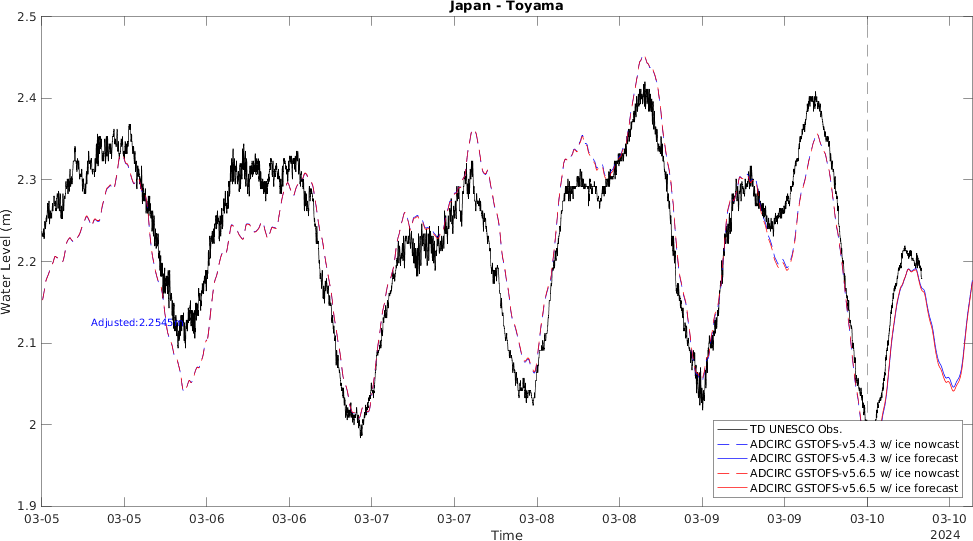 Japan - Toyama
2.5
2.4
2.3
2.2
2.1
2
1.9
Water Level (m)
Adjusted:2.2545
TD UNESCO Obs.
ADCIRC GSTOFS-v5.4.3 w/ ice nowcast
ADCIRC GSTOFS-v5.4.3 w/ ice forecast
ADCIRC GSTOFS-v5.6.5 w/ ice nowcast
ADCIRC GSTOFS-v5.6.5 w/ ice forecast
03-05 03-05 03-06 03-06 03-07 03-07 03-08 03-08 03-09 03-09 03-10 03-10
Time 2024